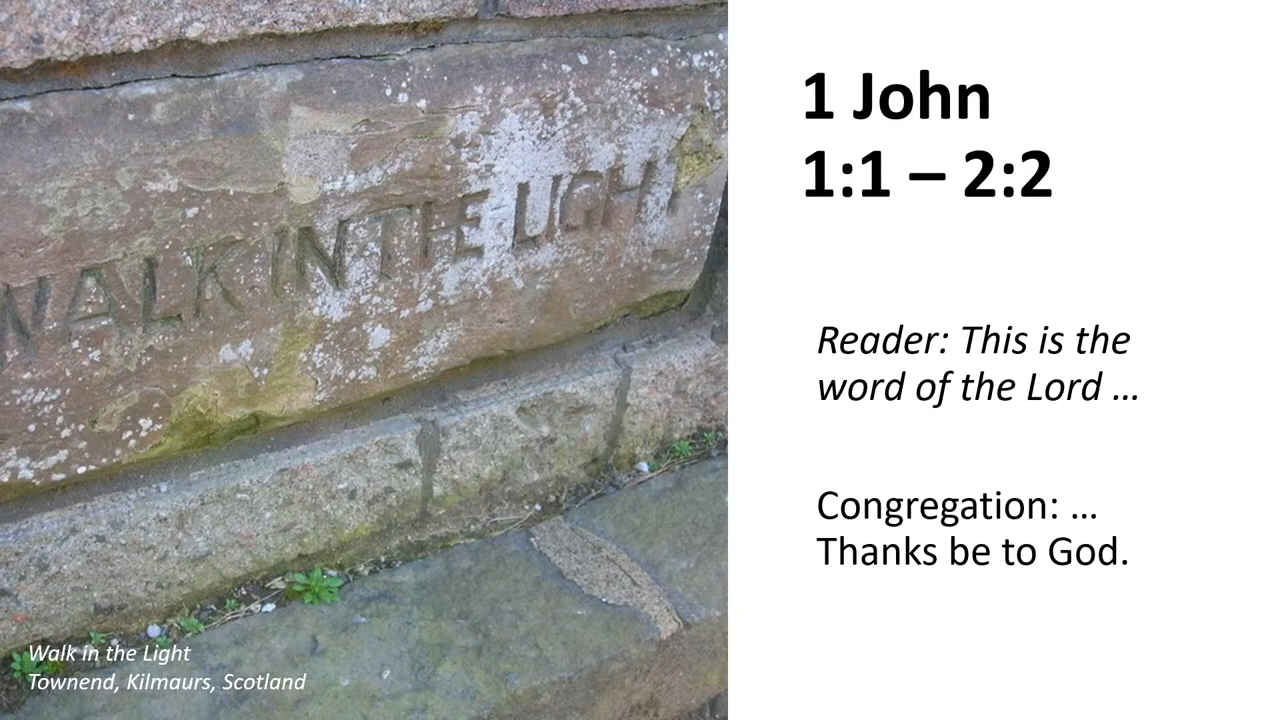 WALK IN THE LIGHT
Walk in the Light
Townend, Kilmaurs, Scotland
1 John
1:1 – 2:2
Reader: This is the
word of the Lord …
Congregation: …
Thanks be to God.